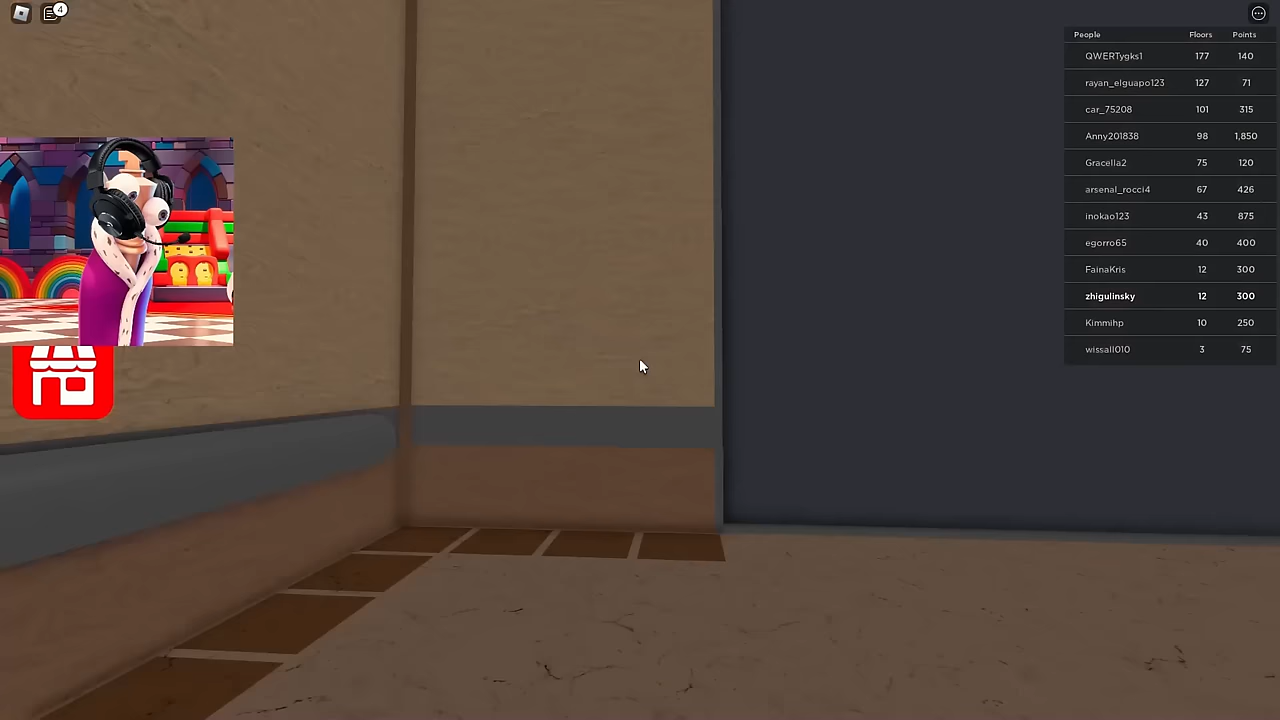 4
People Floors Points
QWERTygks1 177 140
rayan_elguapo123 127 71
car_75208 101 315
Anny201838 98 1,850
Gracella2 75 120
arsenal_rocci4 67 426
inokao123 43 875
egorro65 40 400
FainaKris 12 300
zhigulinsky 12 300
Kimmihp 10 250
wissall010 3 75